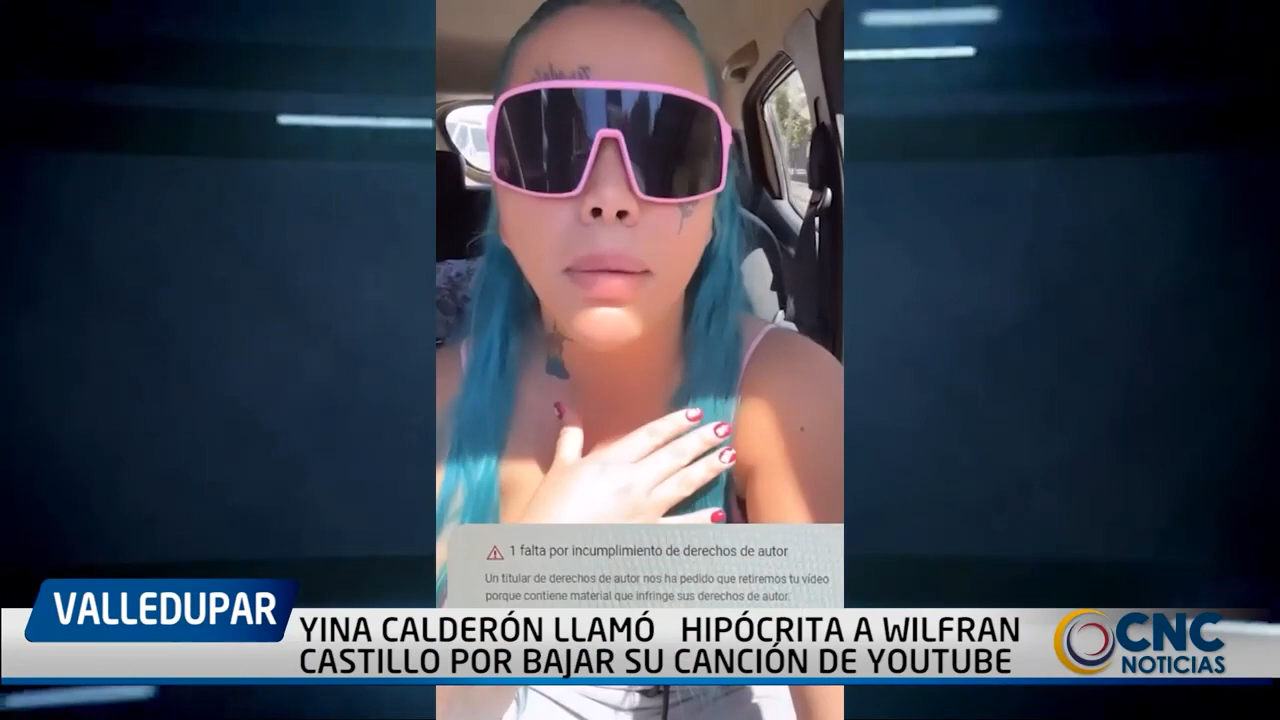 1 falta por incumplimiento de derechos de autor
Un titular de derechos de autor nos ha pedido que retiremos tu vídeo
porque contiene material que infringe sus derechos de autor.
VALLEDUPAR
YINA CALDERÓN LLAMÓ HIPÓCRITA A WILFRAN
CASTILLO POR BAJAR SU CANCIÓN DE YOUTUBE
CNC
NOTICIAS